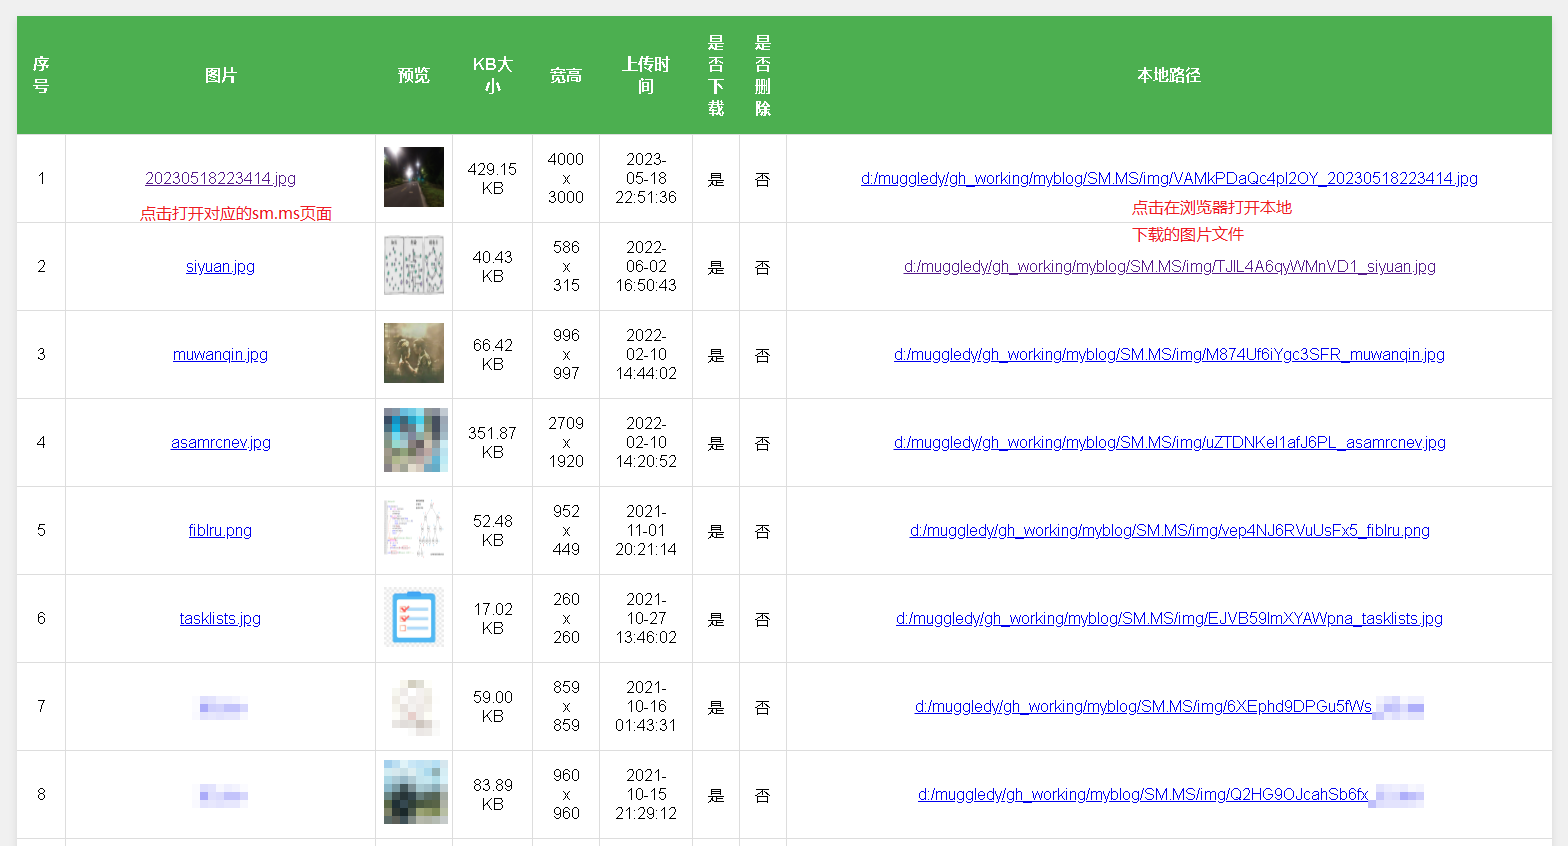 序号 图片 预览 KB大小 宽高 上传时间 是否下载 是否删除 本地路径
1 20230518223414.jpg 429.15 KB 4000 x 3000 2023-05-18 22:51:36 是 否 d:/muggledy/gh_working/myblog/SM.MS/img/VAMkPDaQc4pI2OY_20230518223414.jpg
点击打开对应的sm.ms页面 点击在浏览器打开本地
下载的图片文件
2 siyuan.jpg 40.43 KB 586 x 315 2022-06-02 16:50:43 是 否 d:/muggledy/gh_working/myblog/SM.MS/img/TJlL4A6qyWMnVD1_siyuan.jpg
3 muwanqin.jpg 66.42 KB 996 x 997 2022-02-10 14:44:02 是 否 d:/muggledy/gh_working/myblog/SM.MS/img/M874Uf6iYgc3SFR_muwanqin.jpg
4 asamrcnev.jpg 351.87 KB 2709 x 1920 2022-02-10 14:20:52 是 否 d:/muggledy/gh_working/myblog/SM.MS/img/uZTDNKeI1afJ6PL_asamrcnev.jpg
5 fiblru.png 52.48 KB 952 x 449 2021-11-01 20:21:14 是 否 d:/muggledy/gh_working/myblog/SM.MS/img/vep4NJ6RVuUsFx5_fiblru.png
6 tasklists.jpg 17.02 KB 260 x 260 2021-10-27 13:46:02 是 否 d:/muggledy/gh_working/myblog/SM.MS/img/EJVB59lmXYAWpna_tasklists.jpg
7 59.00 KB 859 x 859 2021-10-16 01:43:31 是 否 d:/muggledy/gh_working/myblog/SM.MS/img/6XEphd9DPGu5fWs
8 83.89 KB 960 x 960 2021-10-15 21:29:12 是 否 d:/muggledy/gh_working/myblog/SM.MS/img/Q2HG9OJcahSb6fx